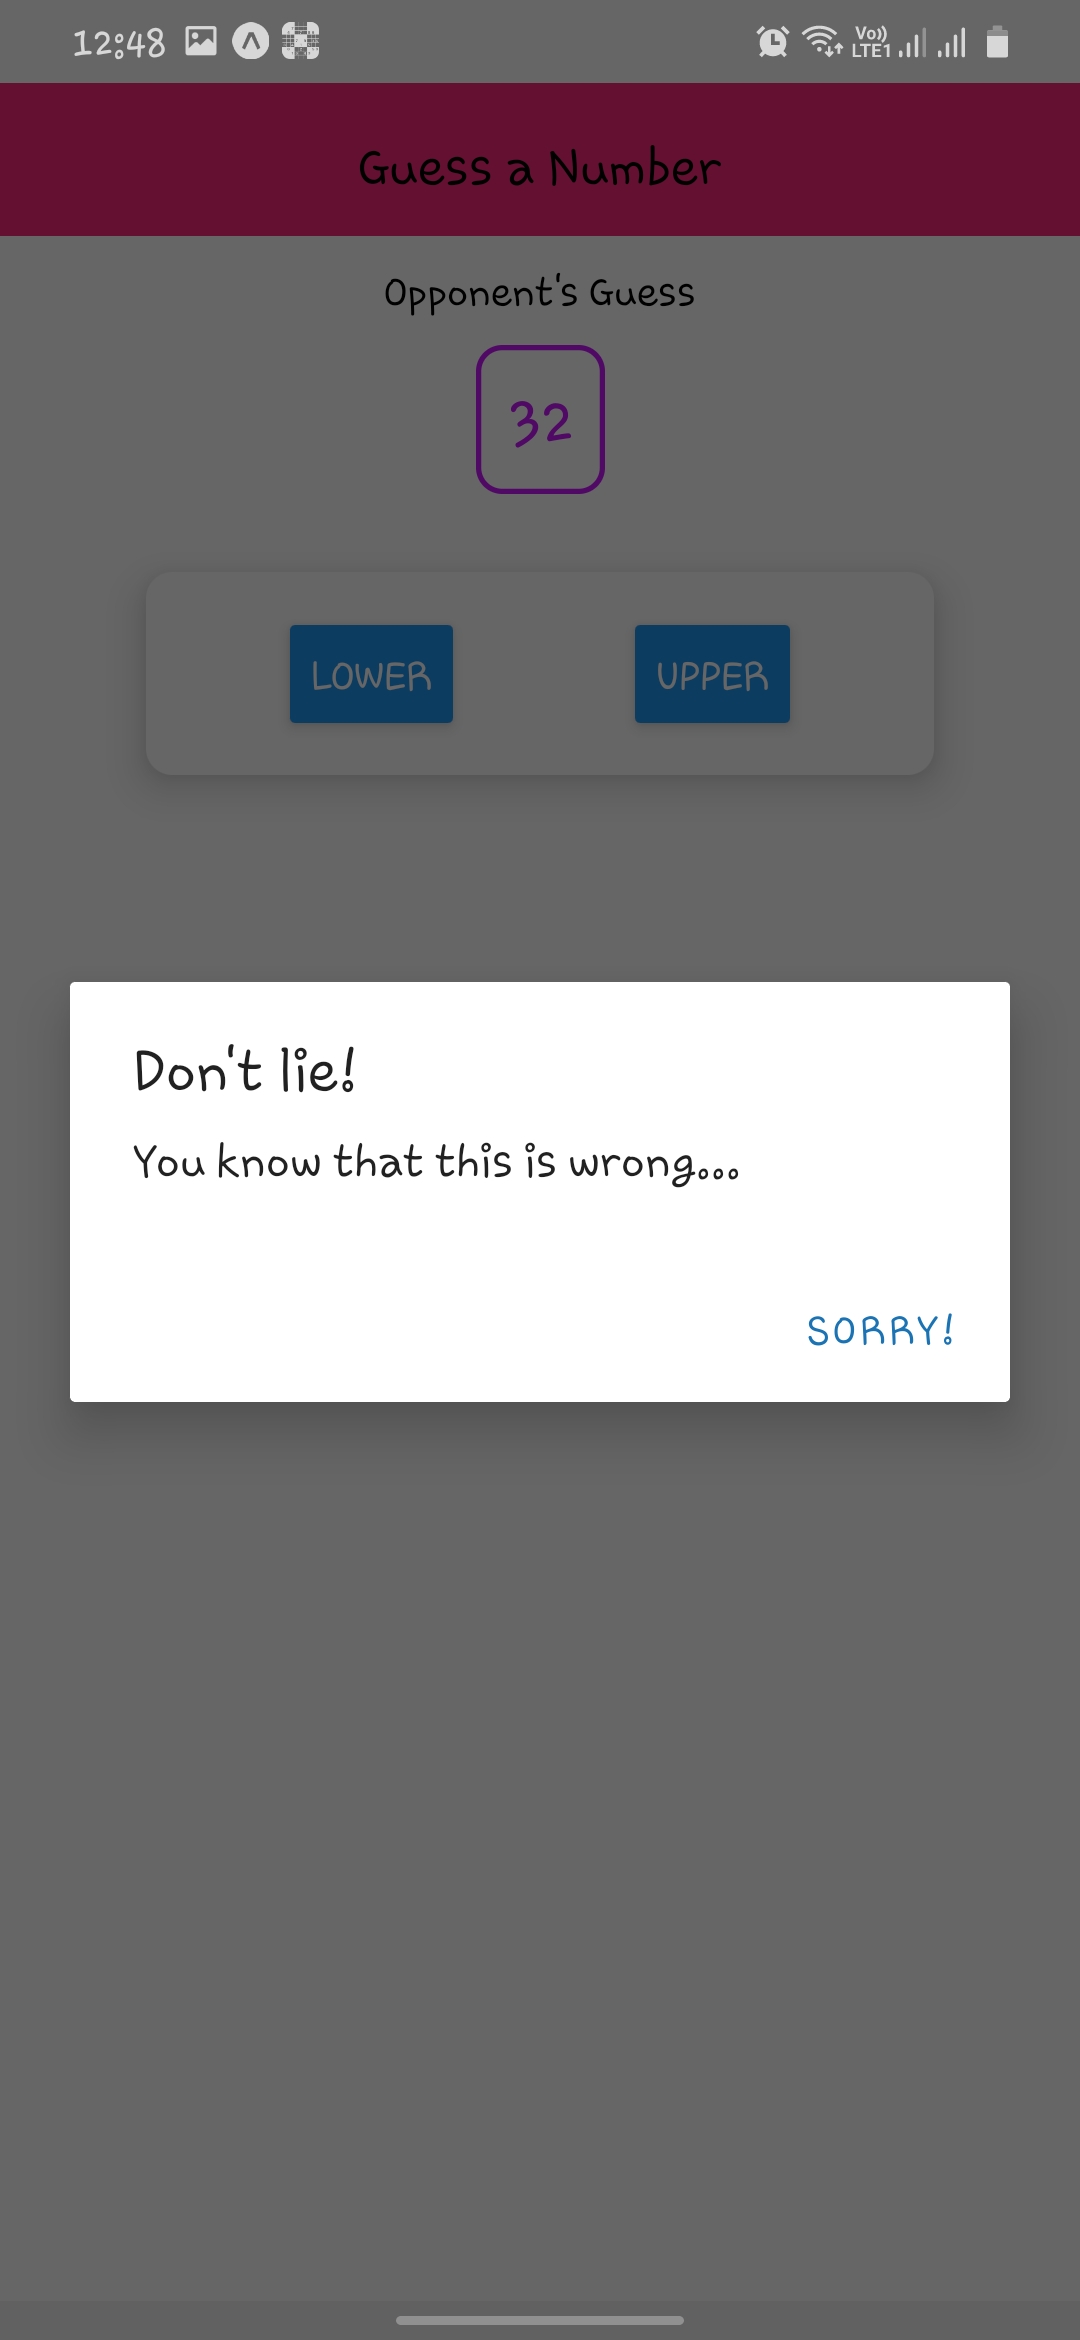 12:48 Vo)) LTE1
Guess a Number
Opponent's Guess
32
LOWER UPPER
Don't lie!
You know that this is wrong...
SORRY!